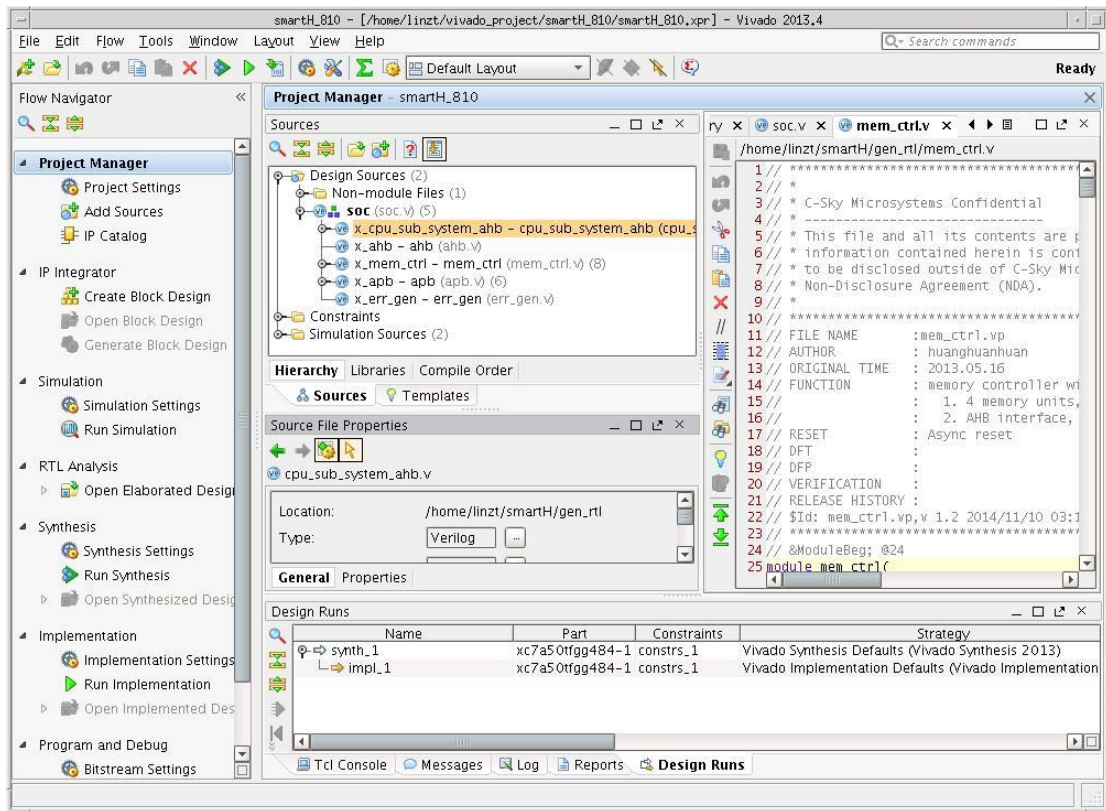 smartH_810 - [/home/linzt/vivado_project/smartH_810/smartH_810.xpr] - Vivado 2013.4
File Edit Flow Tools Window Layout View Help
Search commands
Default Layout
Ready
Flow Navigator
Project Manager
Project Settings
Add Sources
IP Catalog
IP Integrator
Create Block Design
Open Block Design
Generate Block Design
Simulation
Simulation Settings
Run Simulation
RTL Analysis
Open Elaborated Desig
Synthesis
Synthesis Settings
Run Synthesis
Open Synthesized Desig
Implementation
Implementation Settings
Run Implementation
Open Implemented Des
Program and Debug
Bitstream Settings
Project Manager - smartH_810
Sources
Design Sources (2)
Non-module Files (1)
soc (soc.v) (5)
x_cpu_sub_system_ahb - cpu_sub_system_ahb (cpu_s
x_ahb - ahb (ahb.v)
x_mem_ctrl - mem_ctrl (mem_ctrl.v) (8)
x_apb - apb (apb.v) (6)
x_err_gen - err_gen (err_gen.v)
Constraints
Simulation Sources (2)
Hierarchy Libraries Compile Order
Sources Templates
Source File Properties
cpu_sub_system_ahb.v
Location: /home/linzt/smartH/gen_rtl
Type: Verilog ...
General Properties
ry soc.v mem_ctrl.v
/home/linzt/smartH/gen_rtl/mem_ctrl.v
1 // ****************************************
2 // *
3 // * C-Sky Microsystems Confidential
4 // * -------------------------------
5 // * This file and all its contents are p
6 // * information contained herein is conf
7 // * to be disclosed outside of C-Sky Mic
8 // * Non-Disclosure Agreement (NDA).
9 // *
10 // ****************************************
11 // FILE NAME :mem_ctrl.vp
12 // AUTHOR : huanghuanhuan
13 // ORIGINAL TIME : 2013.05.16
14 // FUNCTION : memory controller wi
15 // : 1. 4 memory units,
16 // : 2. AHB interface,
17 // RESET : Async reset
18 // DFT :
19 // DFP :
20 // VERIFICATION :
21 // RELEASE HISTORY :
22 // $Id: mem_ctrl.vp,v 1.2 2014/11/10 03:1
23 // ****************************************
24 // &ModuleBeg; @24
25 module mem_ctrl(
Design Runs
Name Part Constraints Strategy
synth_1 xc7a50tfgg484-1 constrs_1 Vivado Synthesis Defaults (Vivado Synthesis 2013)
impl_1 xc7a50tfgg484-1 constrs_1 Vivado Implementation Defaults (Vivado Implementation
Tcl Console Messages Log Reports Design Runs